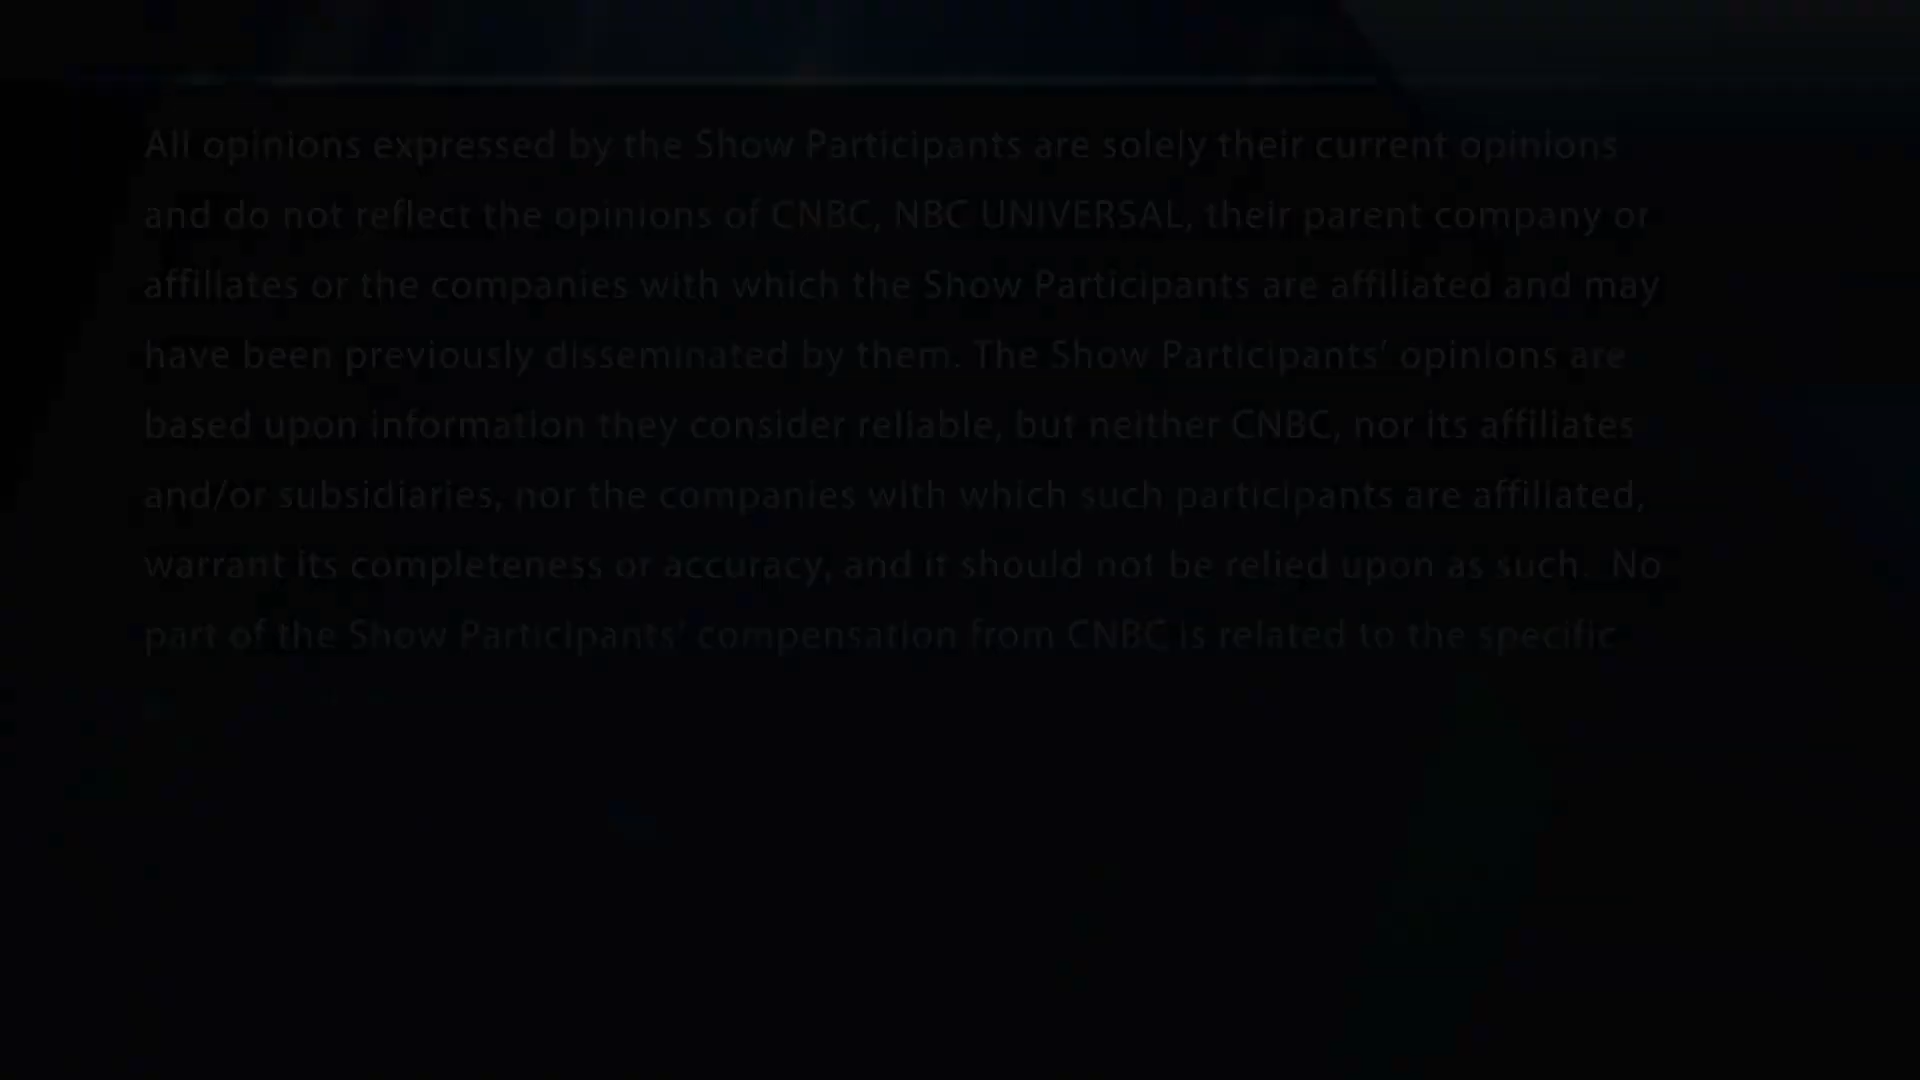 All opinions expressed by the Show Participants are solely their current opinions
and do not reflect the opinions of CNBC, NBC UNIVERSAL, their parent company or
affiliates or the companies with which the Show Participants are affiliated and may
have been previously disseminated by them. The Show Participants’ opinions are
based upon information they consider reliable, but neither CNBC, nor its affiliates
and/or subsidiaries, nor the companies with which such participants are affiliated,
warrant its completeness or accuracy, and it should not be relied upon as such.  No
part of the Show Participants’ compensation from CNBC is related to the specific